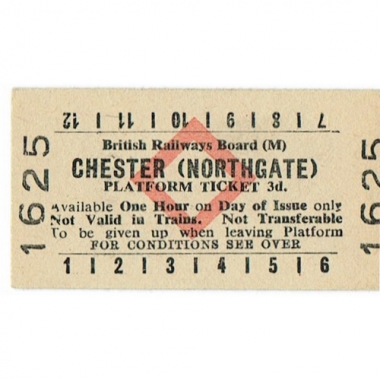 7 | 8 | 9 | 10 | 11 | 12
British Railways Board (M)
CHESTER (NORTHGATE)
PLATFORM TICKET 3d.
Available One Hour on Day of Issue only
Not Valid in Trains. Not Transferable
To be given up when leaving Platform
FOR CONDITIONS SEE OVER
1 | 2 | 3 | 4 | 5 | 6
1625
1625